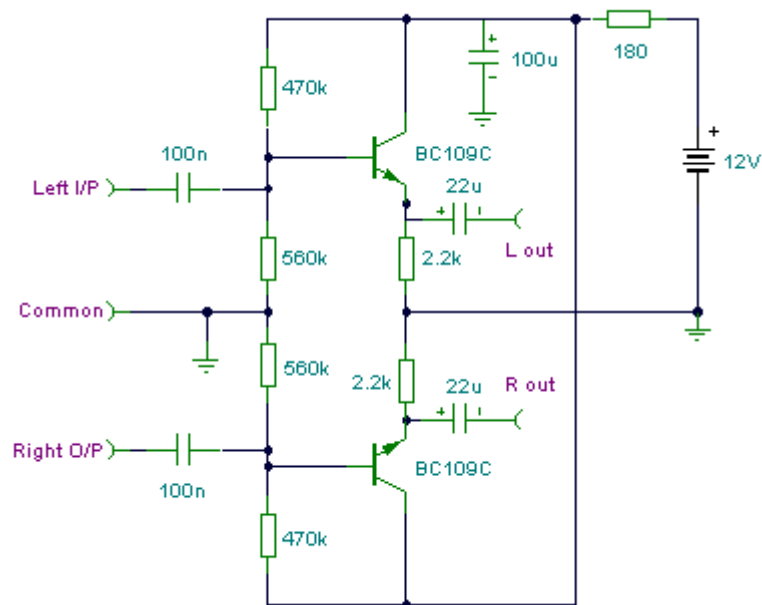 +
180
100u
-
470k
+
BC109C
12V
100n
Left I/P
22u
+ -
L out
560k
2.2k
Common
560k
2.2k
22u
R out
+ -
Right O/P
BC109C
100n
470k